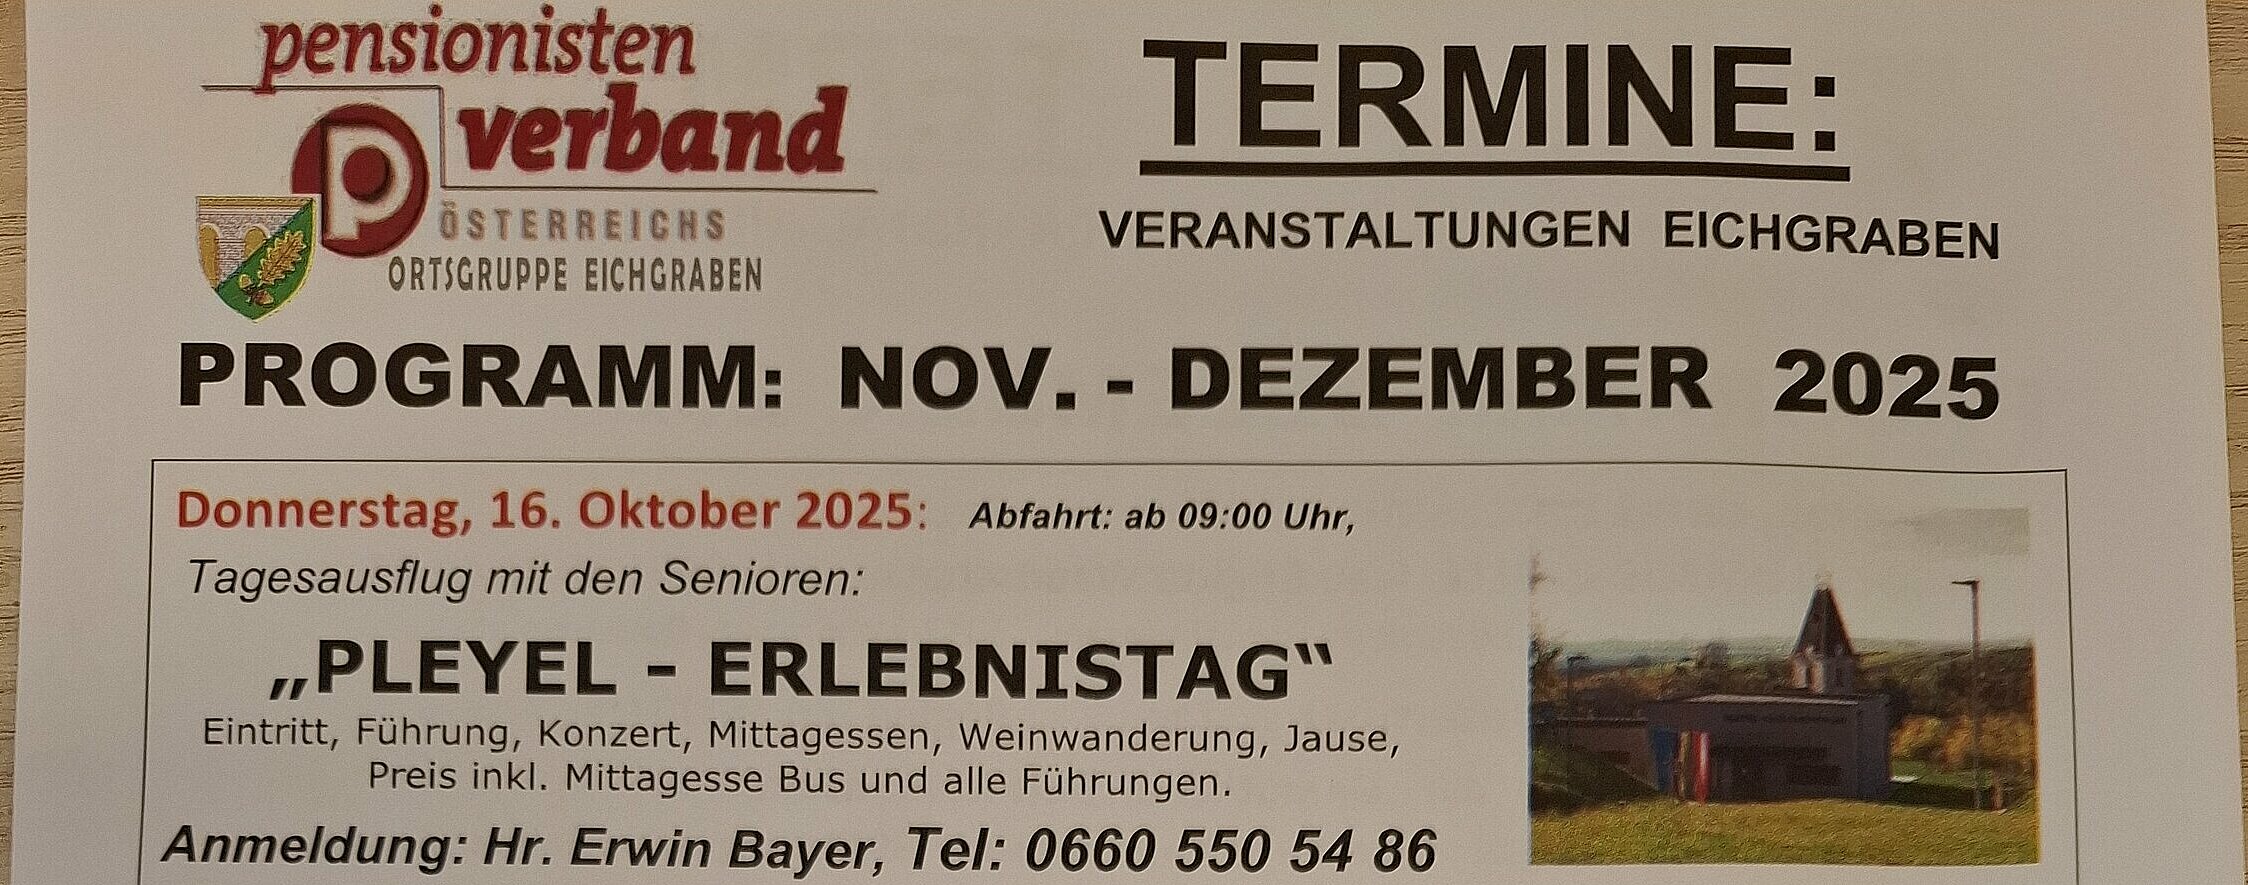 pensionisten
verband
ÖSTERREICHS
ORTSGRUPPE EICHGRABEN
TERMINE:
VERANSTALTUNGEN EICHGRABEN
PROGRAMM: NOV. - DEZEMBER 2025
Donnerstag, 16. Oktober 2025: Abfahrt: ab 09:00 Uhr,
Tagesausflug mit den Senioren:
„PLEYEL - ERLEBNISTAG“
Eintritt, Führung, Konzert, Mittagessen, Weinwanderung, Jause,
Preis inkl. Mittagesse Bus und alle Führungen.
Anmeldung: Hr. Erwin Bayer, Tel: 0660 550 54 86